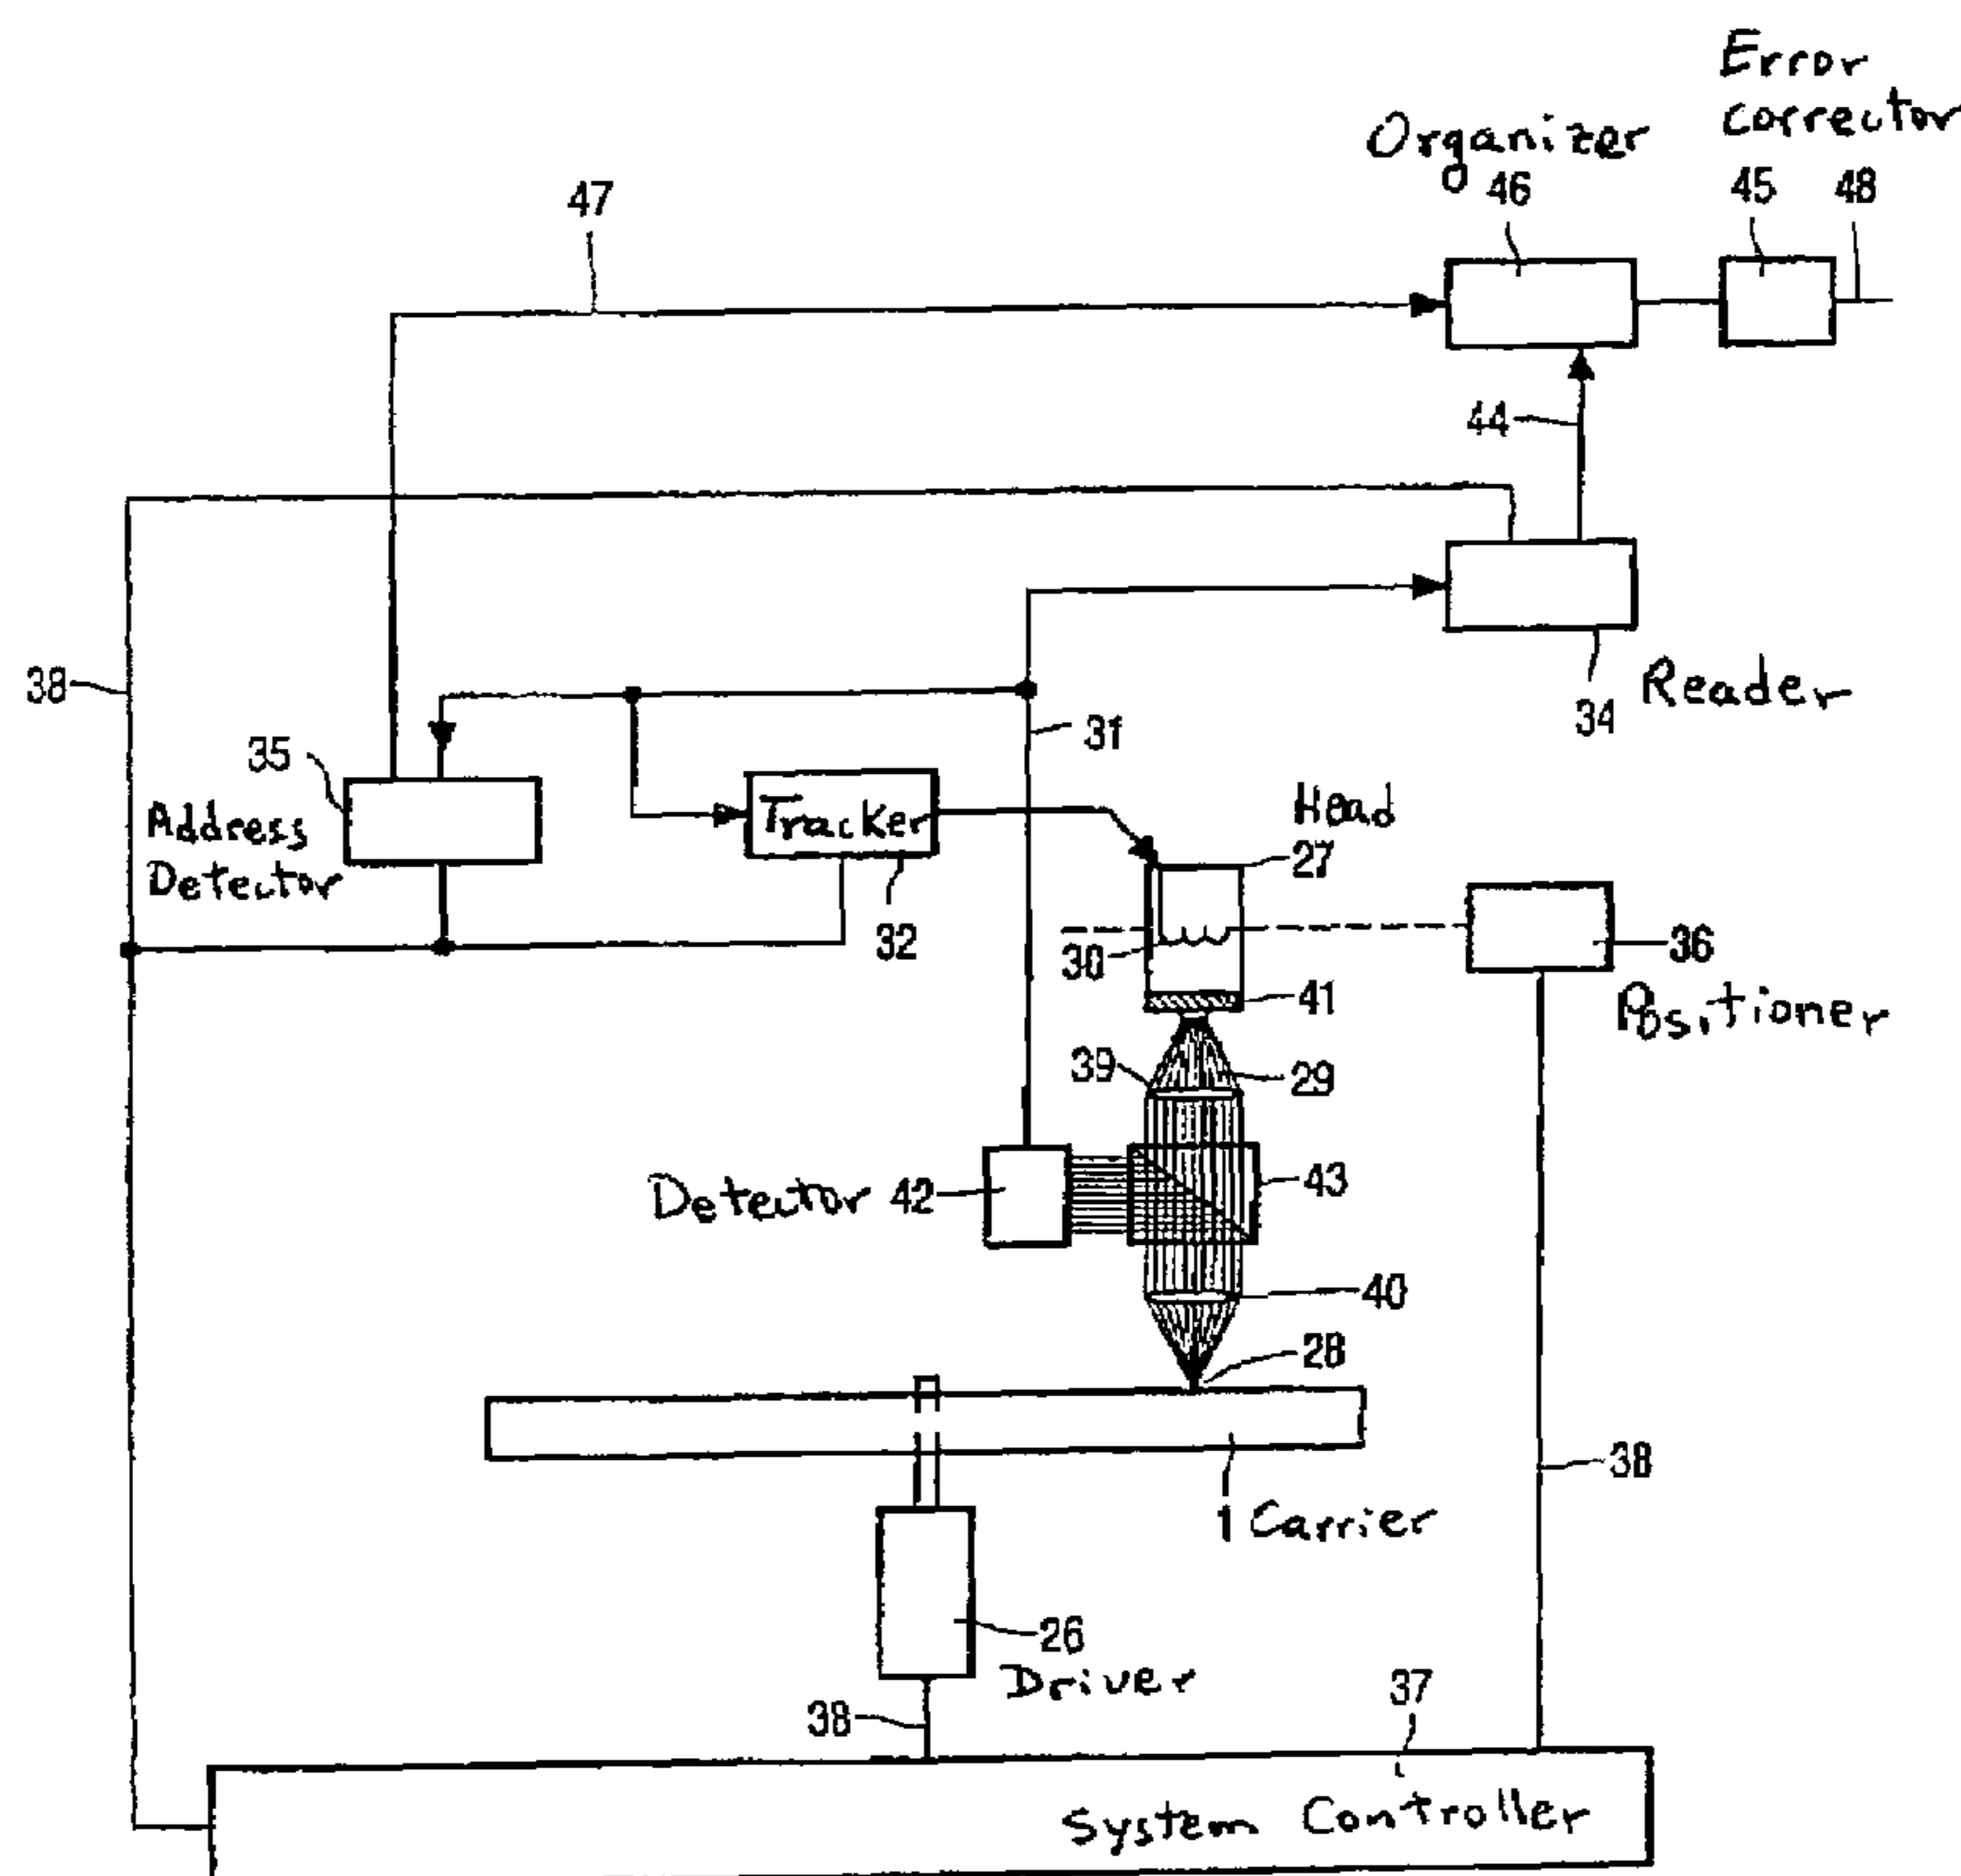 Error
corrector
Organizer
46
45
48
47
44
38
34
Reader
31
35
Address
Detector
Tracker
32
Head
27
30
36
Positioner
41
39
29
Detector 42
43
40
28
1 Carrier
38
26
Driver
38
37
System Controller